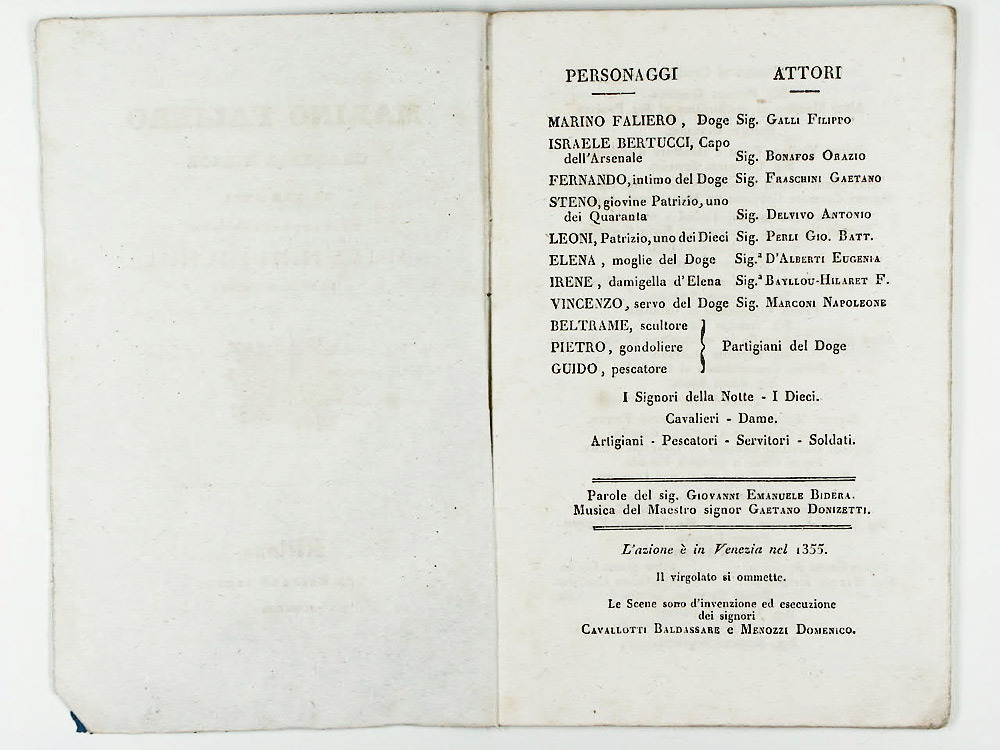 PERSONAGGI ATTORI
MARINO FALIERO, Doge Sig. GALLI FILIPPO
ISRAELE BERTUCCI, Capo
dell'Arsenale Sig. BONAFOS ORAZIO
FERNANDO, intimo del Doge Sig. FRASCHINI GAETANO
STENO, giovine Patrizio, uno
dei Quaranta Sig. DELVIVO ANTONIO
LEONI, Patrizio, uno dei Dieci Sig. PERLI GIO. BATT.
ELENA, moglie del Doge Sig.ª D'ALBERTI EUGENIA
IRENE, damigella d'Elena Sig.ª BAYLLOU-HILARET F.
VINCENZO, servo del Doge Sig. MARCONI NAPOLEONE
BELTRAME, scultore
PIETRO, gondoliere } Partigiani del Doge
GUIDO, pescatore
I Signori della Notte - I Dieci.
Cavalieri - Dame.
Artigiani - Pescatori - Servitori - Soldati.
Parole del sig. GIOVANNI EMANUELE BIDERA.
Musica del Maestro signor GAETANO DONIZETTI.
L'azione è in Venezia nel 1355.
Il virgolato si ommette.
Le Scene sono d'invenzione ed esecuzione
dei signori
CAVALLOTTI BALDASSARE e MENOZZI DOMENICO.